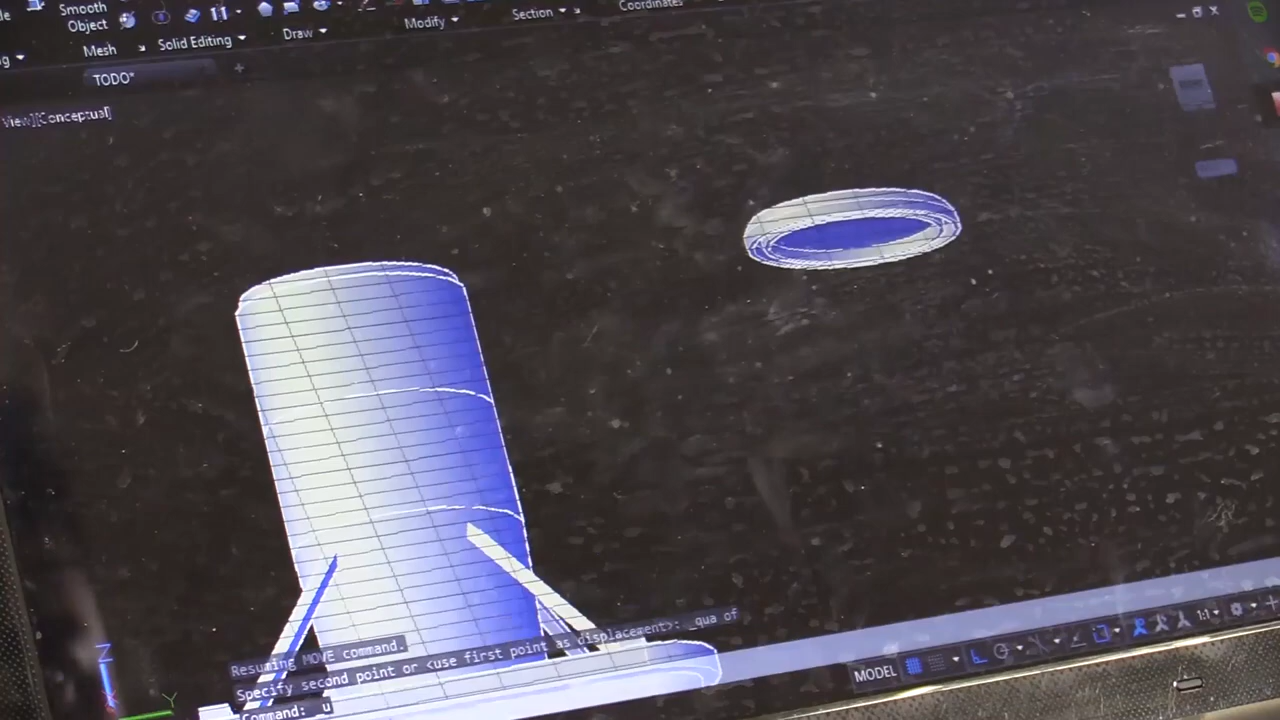 Smooth
Object
Mesh
Solid Editing
Draw
Modify
Section
Coordinates
TODO*
View][Conceptual]
Resuming MOVE command.
Specify second point or <use first point as displacement>: _qua of
Command: _u
Z
X
Y
MODEL
1:1